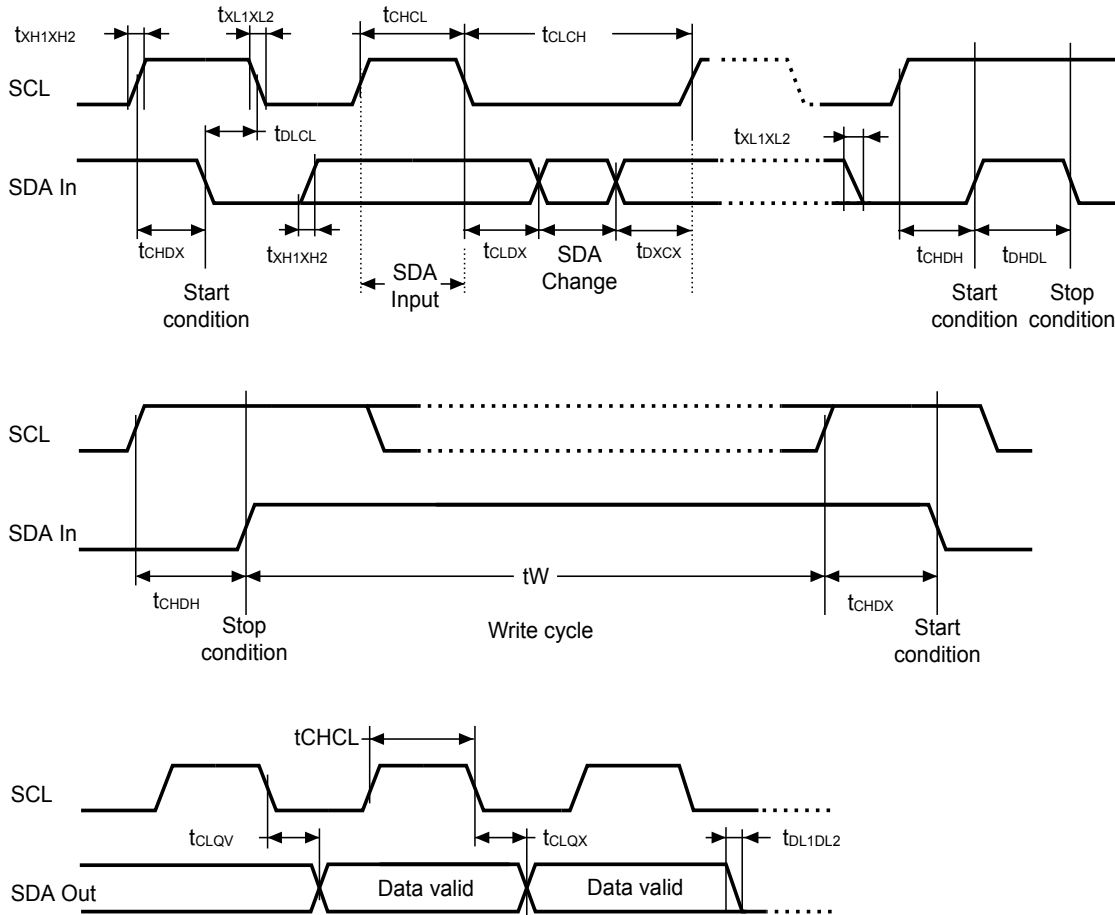 tXL1XL2
tCHCL
tXH1XH2
tCLCH
SCL
tDLCL
tXL1XL2
SDA In
tCHDX
tXH1XH2
tCLDX
SDA
Change
tDXCX
tCHDH
tDHDL
SDA
Input
Start
condition
Start
condition
Stop
condition
SCL
SDA In
tCHDH
tW
tCHDX
Stop
condition
Write cycle
Start
condition
tCHCL
SCL
tCLQV
tCLQX
tDL1DL2
SDA Out
Data valid
Data valid